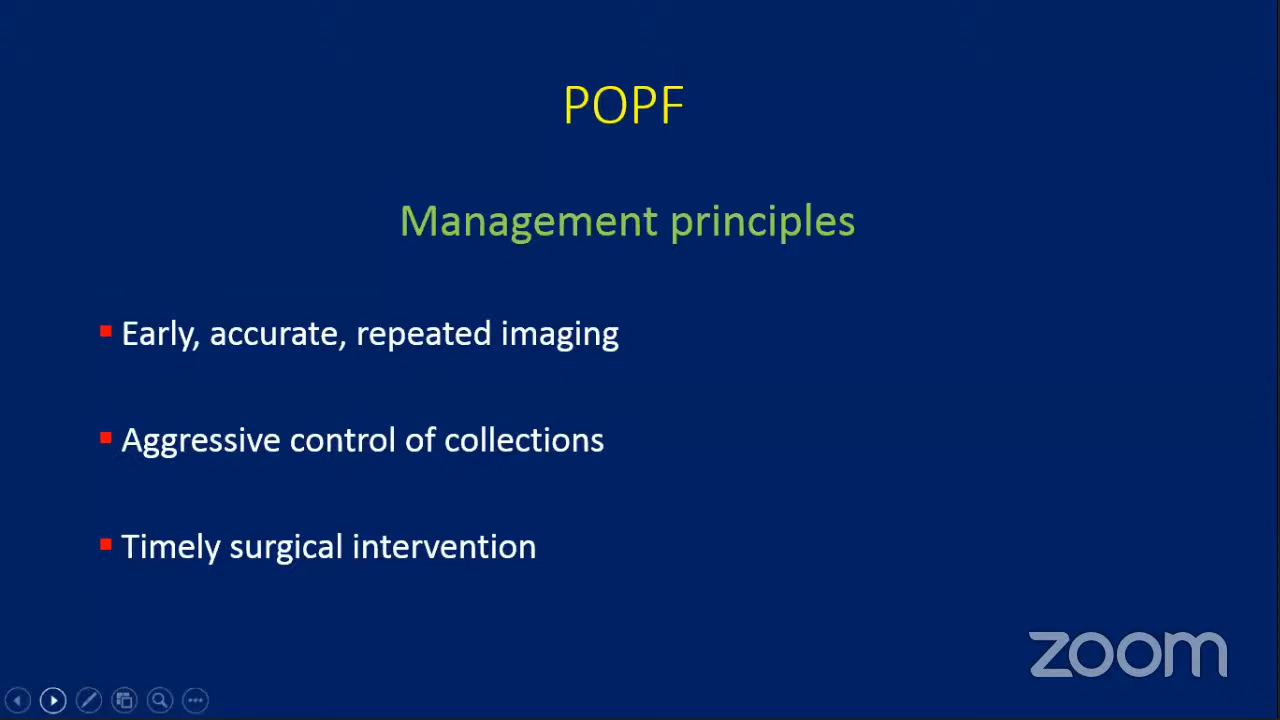 POPF
Management principles
Early, accurate, repeated imaging
Aggressive control of collections
Timely surgical intervention
zoom